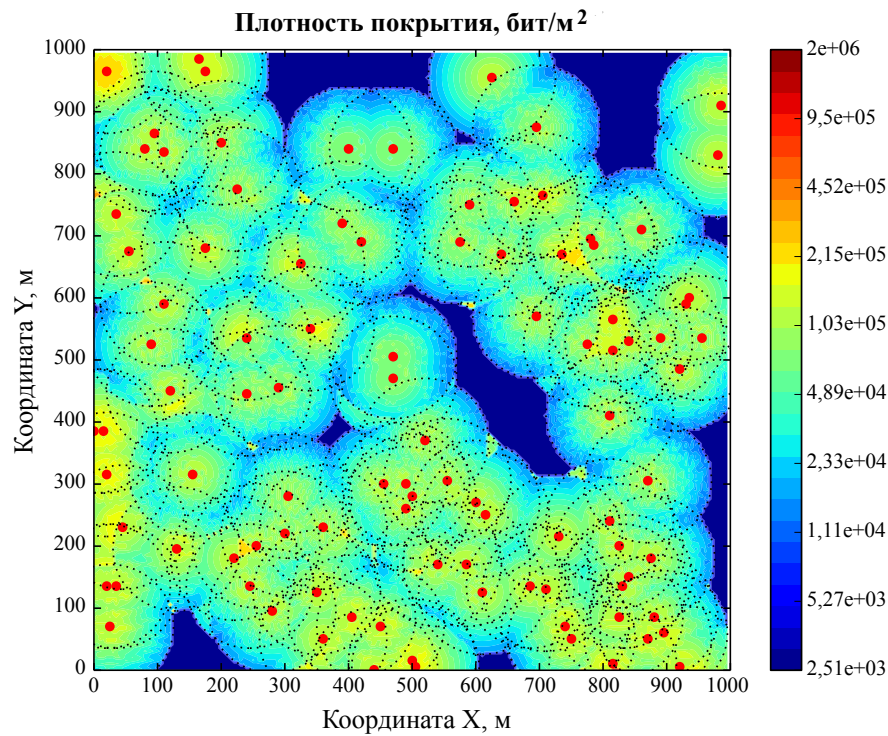 Плотность покрытия, бит/м²
1000
900
800
700
600
500
400
300
200
100
0
Координата Y, м
0 100 200 300 400 500 600 700 800 900 1000
Координата X, м
2e+06
9,5e+05
4,52e+05
2,15e+05
1,03e+05
4,89e+04
2,33e+04
1,11e+04
5,27e+03
2,51e+03